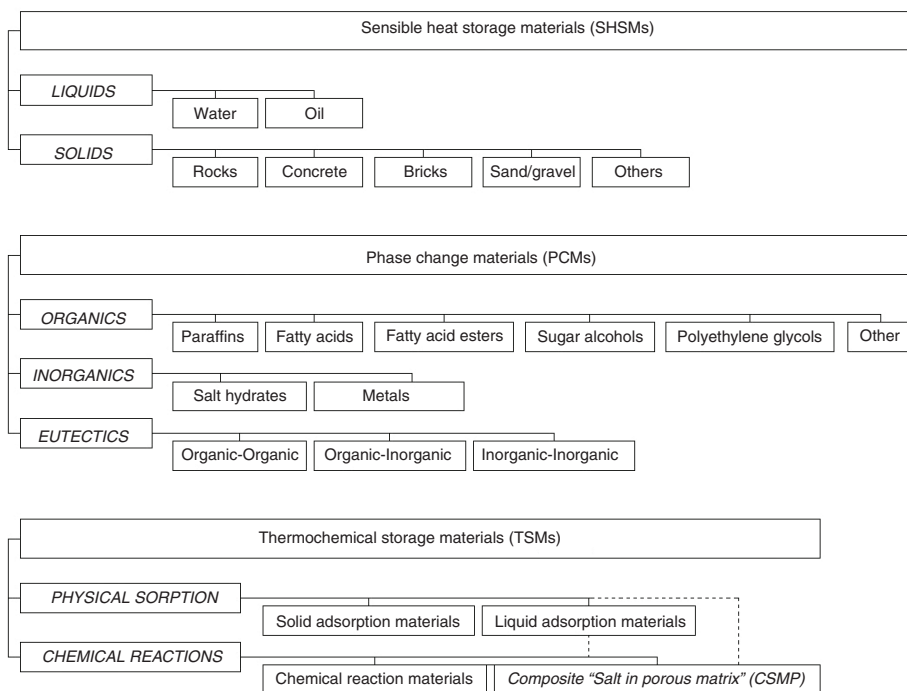 Sensible heat storage materials (SHSMs)
LIQUIDS
Water Oil
SOLIDS
Rocks Concrete Bricks Sand/gravel Others
Phase change materials (PCMs)
ORGANICS
Paraffins Fatty acids Fatty acid esters Sugar alcohols Polyethylene glycols Other
INORGANICS
Salt hydrates Metals
EUTECTICS
Organic-Organic Organic-Inorganic Inorganic-Inorganic
Thermochemical storage materials (TSMs)
PHYSICAL SORPTION
Solid adsorption materials Liquid adsorption materials
CHEMICAL REACTIONS
Chemical reaction materials Composite “Salt in porous matrix” (CSMP)